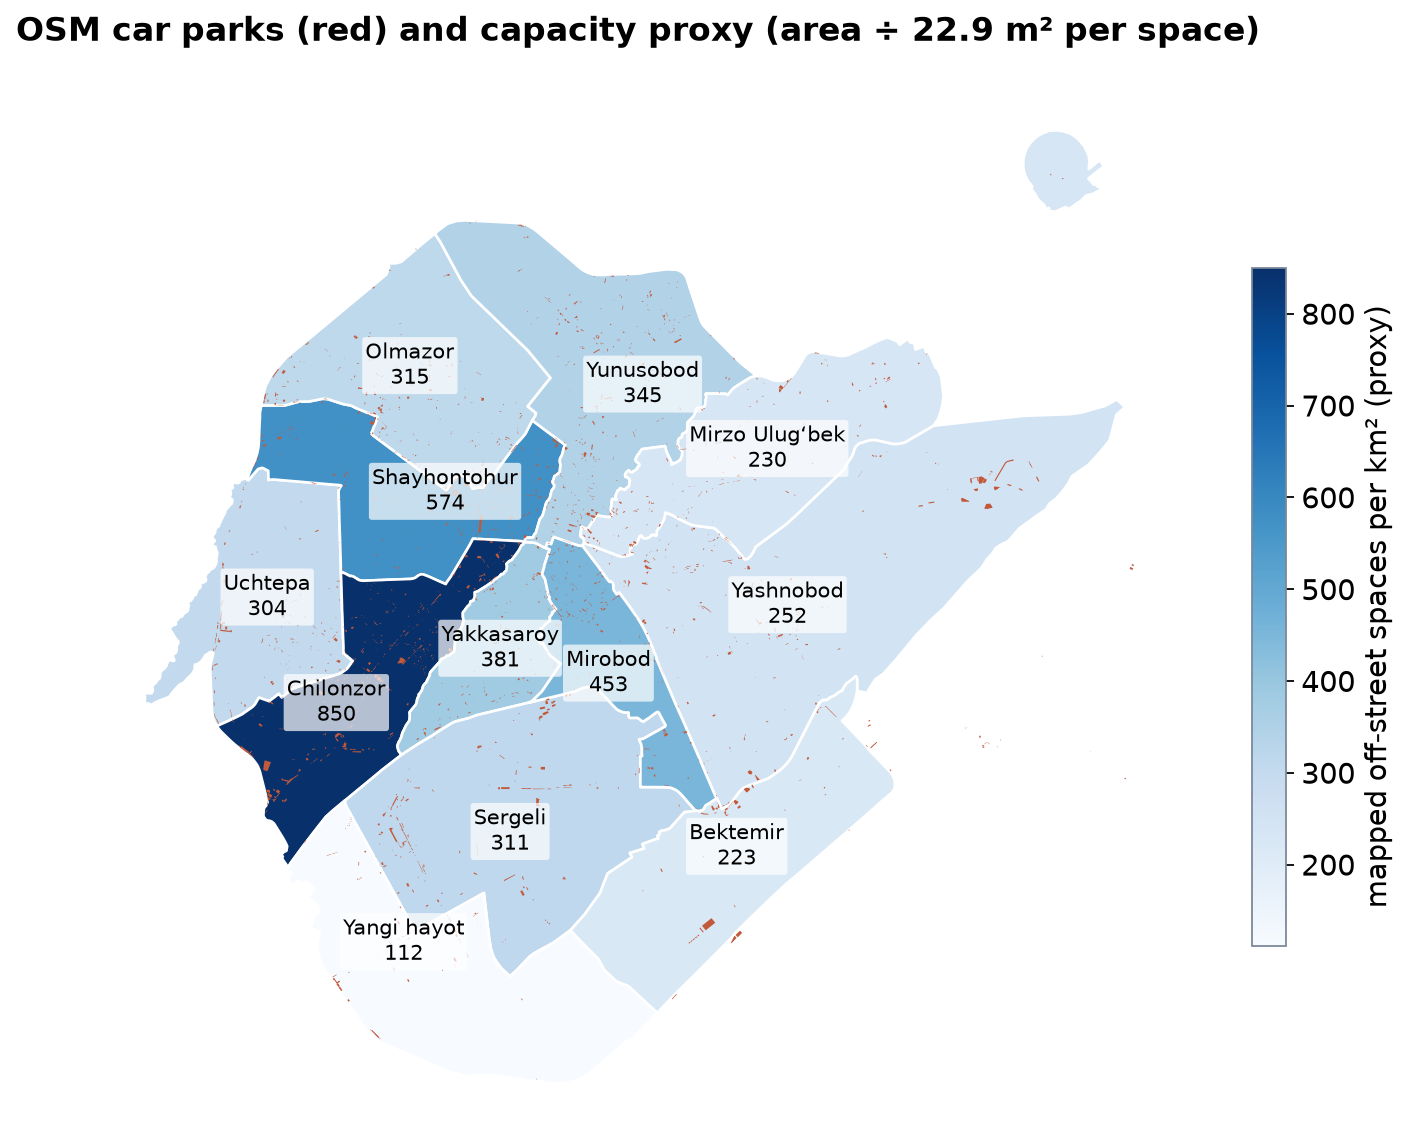 OSM car parks (red) and capacity proxy (area ÷ 22.9 m² per space)
Olmazor
315
Yunusobod
345
Mirzo Ulug‘bek
230
Shayhontohur
574
Uchtepa
304
Yashnobod
252
Yakkasaroy
381
Mirobod
453
Chilonzor
850
Sergeli
311
Bektemir
223
Yangi hayot
112
800
700
600
500
400
300
200
mapped off-street spaces per km² (proxy)